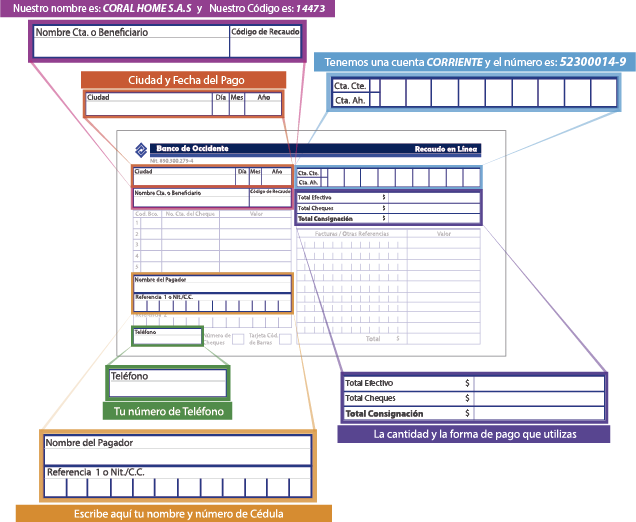 Nuestro nombre es: CORAL HOME S.A.S y Nuestro Código es: 14473
Nombre Cta. o Beneficiario Código de Recaudo
Ciudad y Fecha del Pago
Ciudad Día Mes Año
Tenemos una cuenta CORRIENTE y el número es: 52300014-9
Cta. Cte.
Cta. Ah.
Banco de Occidente Recaudo en Línea
Nit. 890.300.279-4
Ciudad Día Mes Año
Nombre Cta. o Beneficiario Código de Recaudo
Cta. Cte.
Cta. Ah.
Total Efectivo $
Total Cheques $
Total Consignación $
Cod. Bco. No. Cta. del Cheque Valor
1
2
3
4
5
Facturas / Otras Referencias Valor
Nombre del Pagador
Referencia 1 o Nit./C.C.
Referencia 2
Teléfono
Número de Cheques
Tarjeta Cód. de Barras
Total $
Teléfono
Tu número de Teléfono
Total Efectivo $
Total Cheques $
Total Consignación $
La cantidad y la forma de pago que utilizas
Nombre del Pagador
Referencia 1 o Nit./C.C.
Escribe aquí tu nombre y número de Cédula